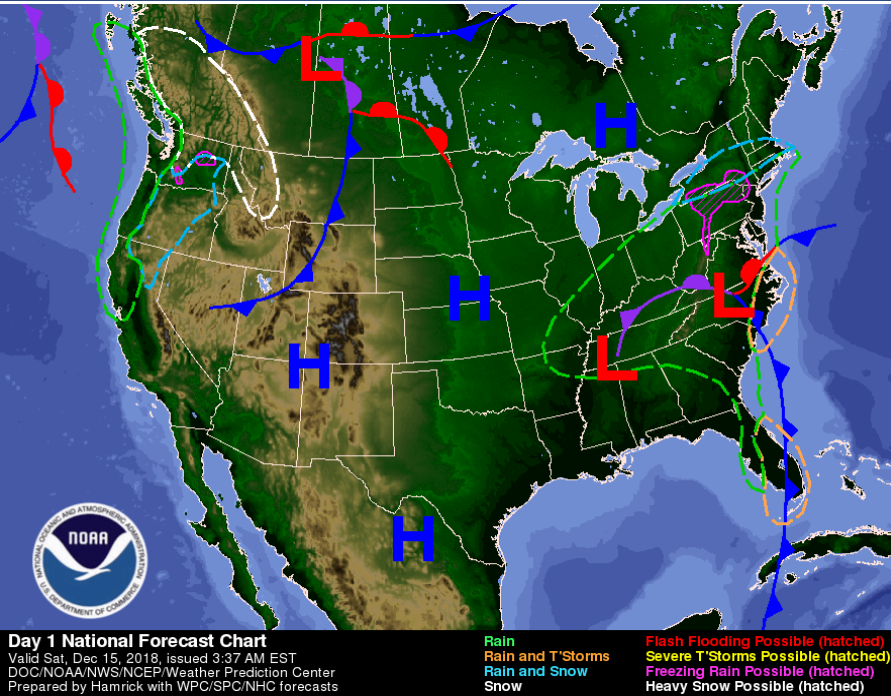 L
H
H
L
H
L
H
NOAA
NATIONAL OCEANIC AND ATMOSPHERIC ADMINISTRATION
U.S. DEPARTMENT OF COMMERCE
H
Day 1 National Forecast Chart
Valid Sat, Dec 15, 2018, issued 3:37 AM EST
DOC/NOAA/NWS/NCEP/Weather Prediction Center
Prepared by Hamrick with WPC/SPC/NHC forecasts
Rain
Rain and T'Storms
Rain and Snow
Snow
Flash Flooding Possible (hatched)
Severe T'Storms Possible (hatched)
Freezing Rain Possible (hatched)
Heavy Snow Possible (hatched)